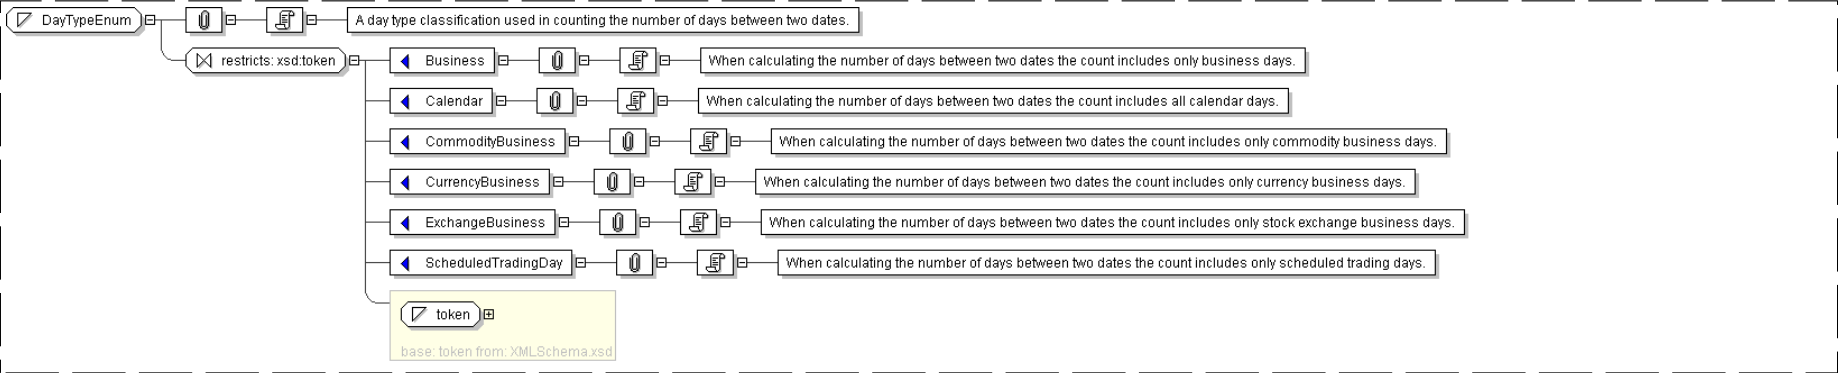 DayTypeEnum A day type classification used in counting the number of days between two dates.
restricts: xsd:token Business When calculating the number of days between two dates the count includes only business days.
Calendar When calculating the number of days between two dates the count includes all calendar days.
CommodityBusiness When calculating the number of days between two dates the count includes only commodity business days.
CurrencyBusiness When calculating the number of days between two dates the count includes only currency business days.
ExchangeBusiness When calculating the number of days between two dates the count includes only stock exchange business days.
ScheduledTradingDay When calculating the number of days between two dates the count includes only scheduled trading days.
token
base: token from: XMLSchema.xsd